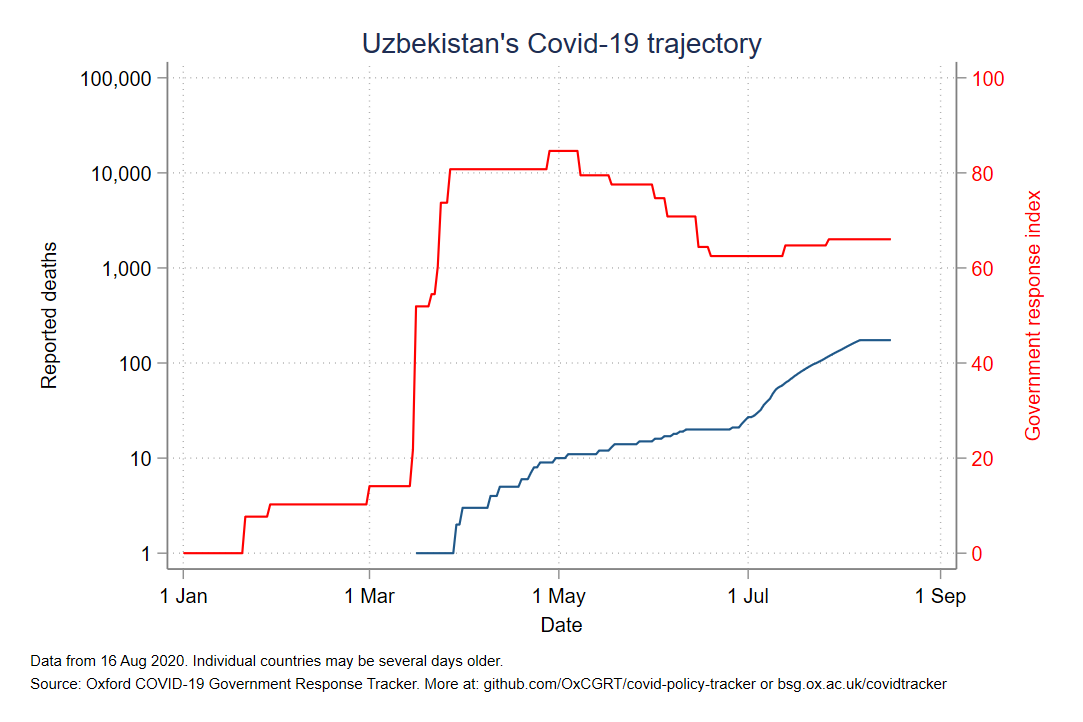 Uzbekistan's Covid-19 trajectory
100,000
10,000
1,000
100
10
1
Reported deaths
100
80
60
40
20
0
Government response index
1 Jan 1 Mar 1 May 1 Jul 1 Sep
Date
Data from 16 Aug 2020. Individual countries may be several days older.
Source: Oxford COVID-19 Government Response Tracker. More at: github.com/OxCGRT/covid-policy-tracker or bsg.ox.ac.uk/covidtracker